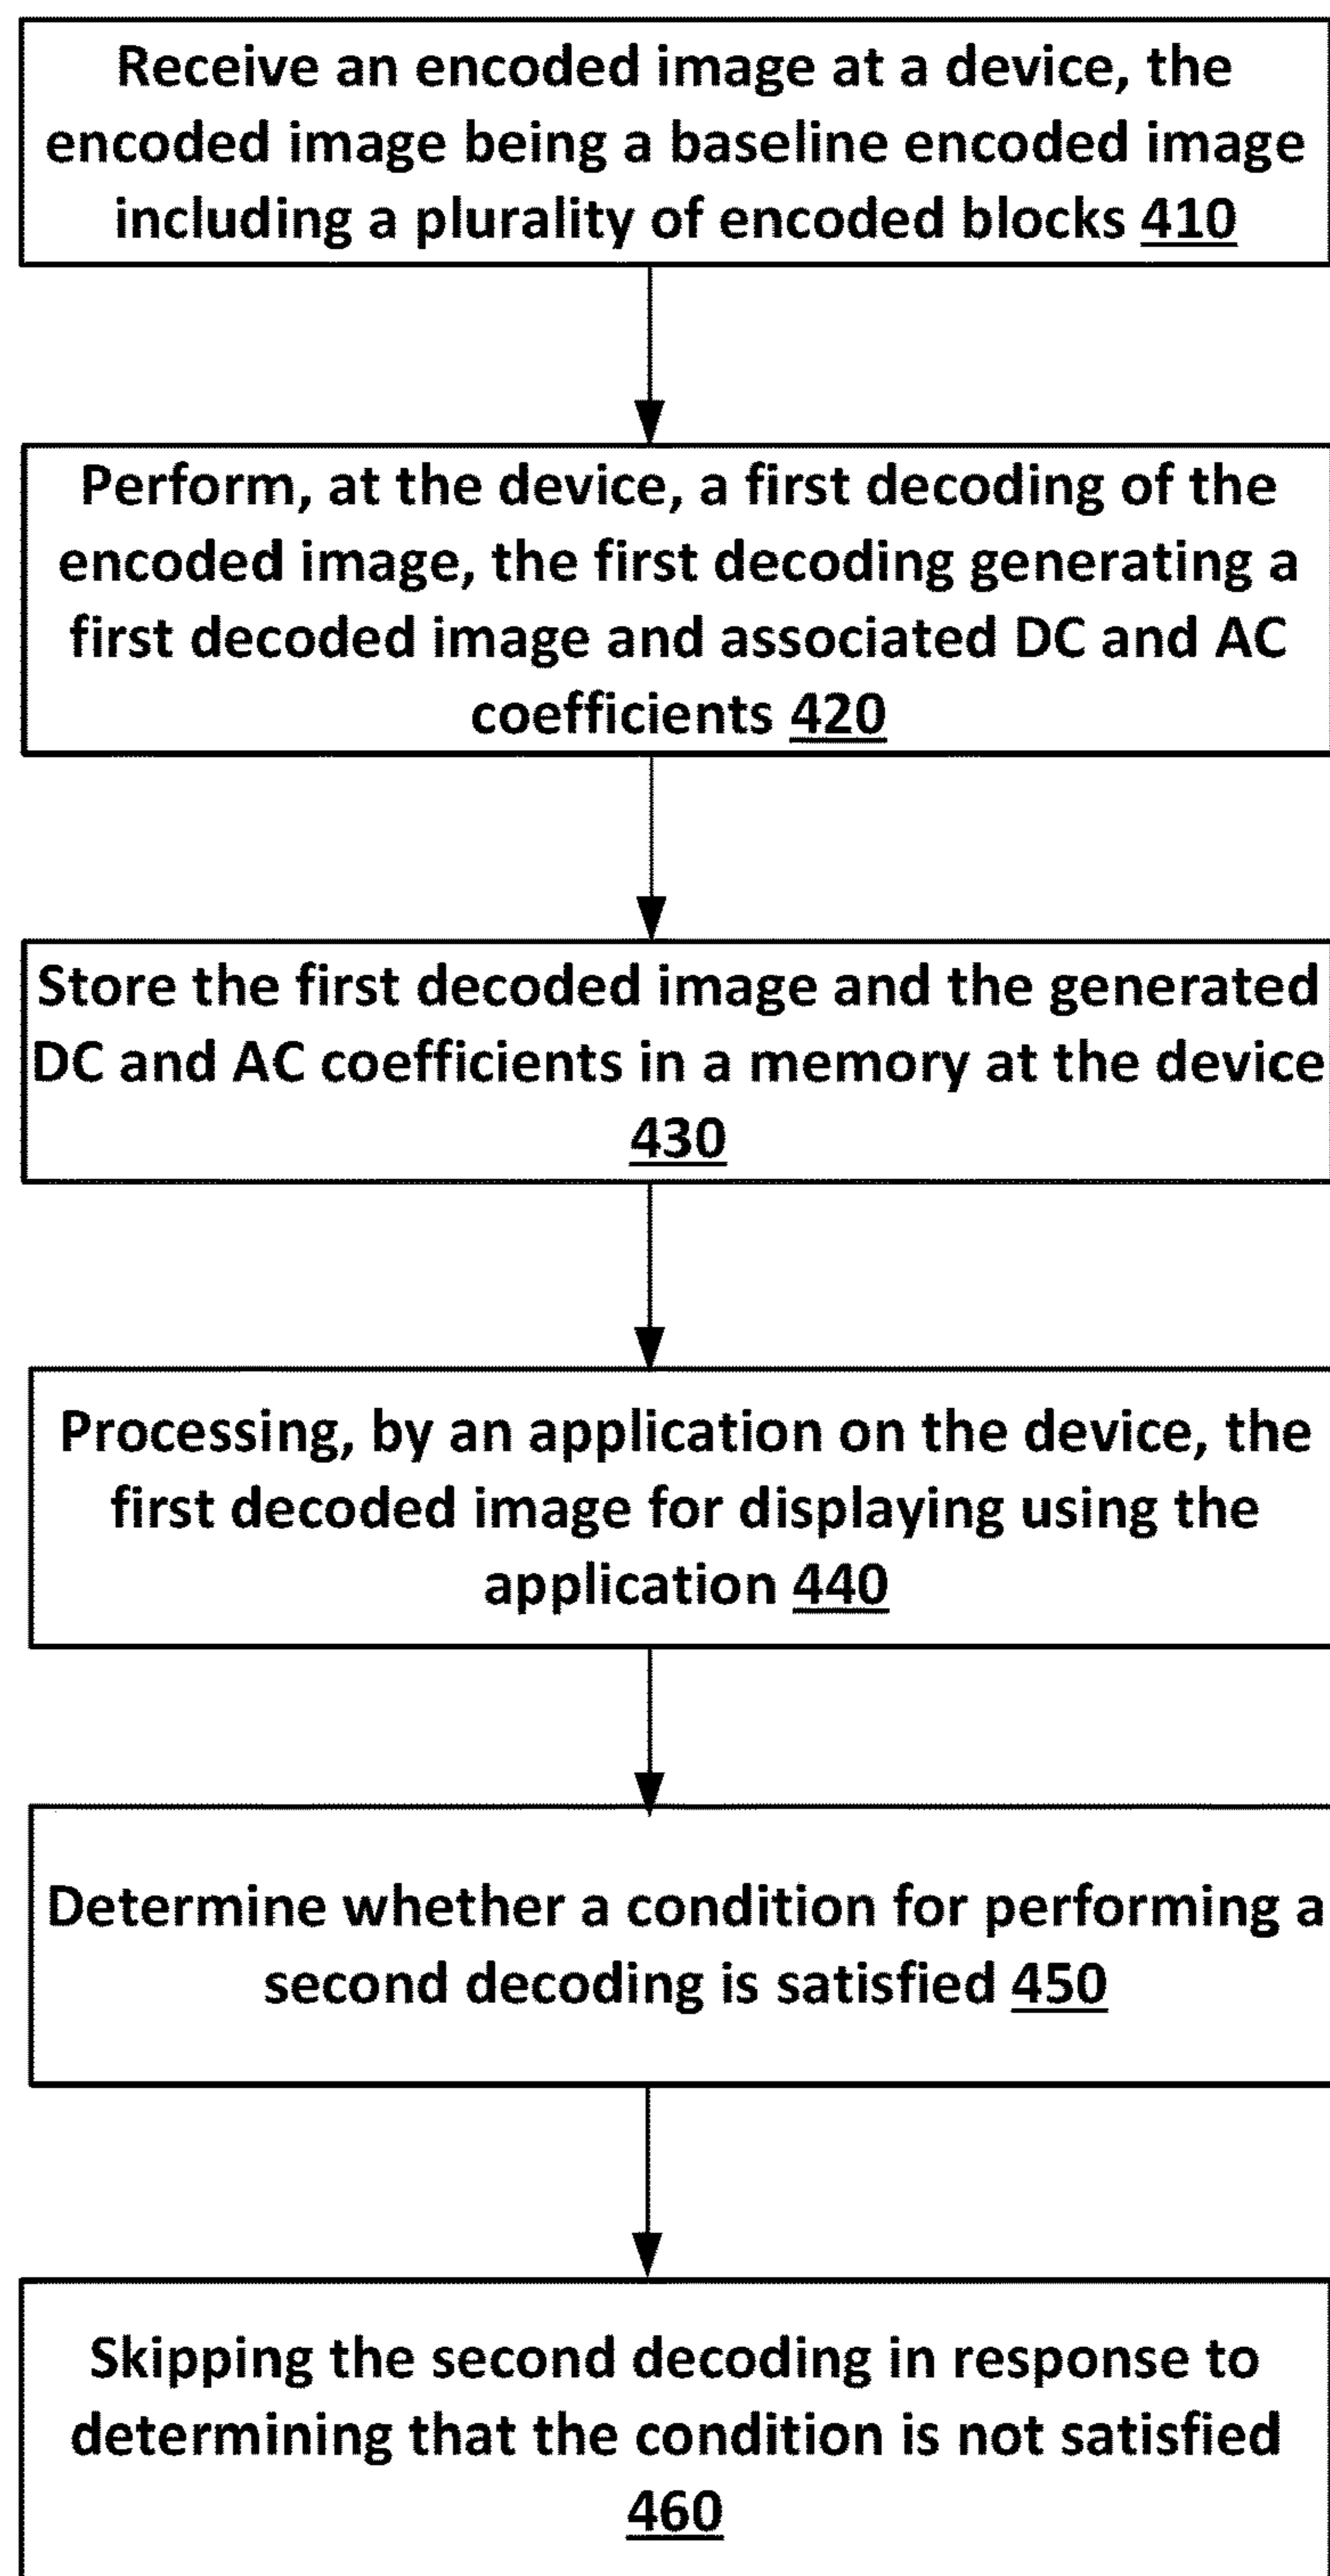 Receive an encoded image at a device, the
encoded image being a baseline encoded image
including a plurality of encoded blocks 410
Perform, at the device, a first decoding of the
encoded image, the first decoding generating a
first decoded image and associated DC and AC
coefficients 420
Store the first decoded image and the generated
DC and AC coefficients in a memory at the device
430
Processing, by an application on the device, the
first decoded image for displaying using the
application 440
Determine whether a condition for performing a
second decoding is satisfied 450
Skipping the second decoding in response to
determining that the condition is not satisfied
460